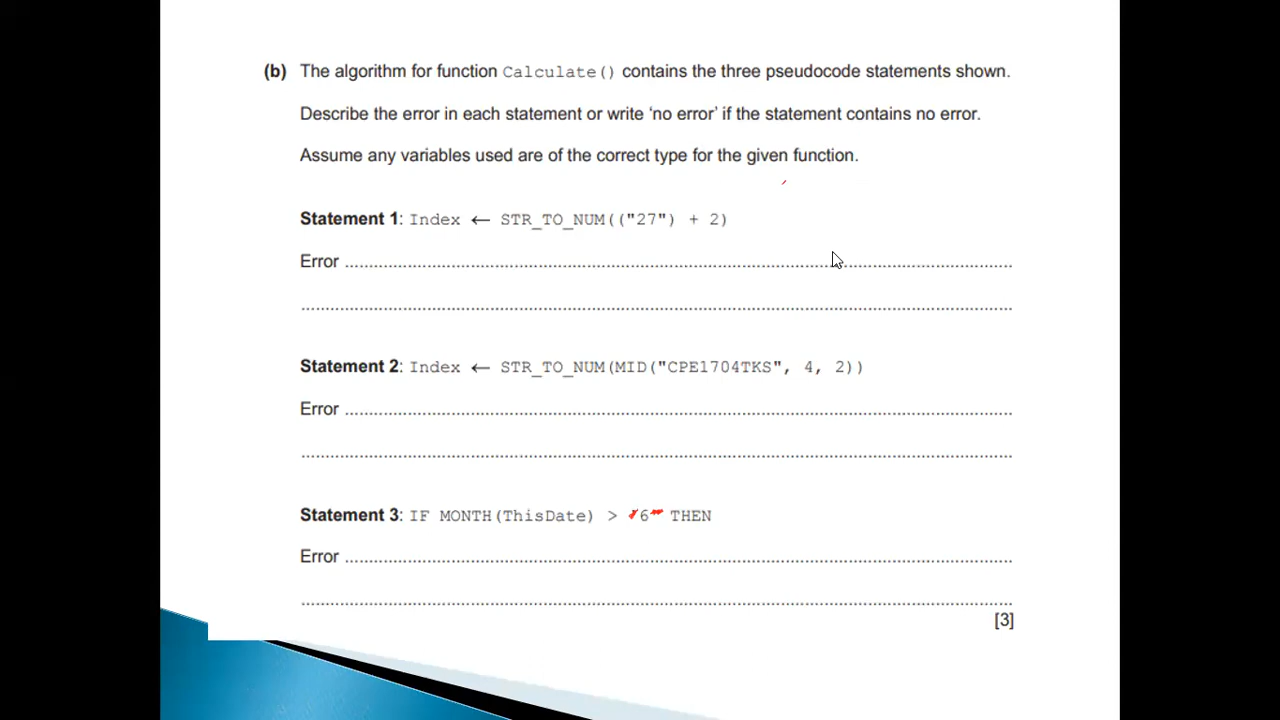 (b) The algorithm for function Calculate() contains the three pseudocode statements shown.
Describe the error in each statement or write ‘no error’ if the statement contains no error.
Assume any variables used are of the correct type for the given function.
Statement 1: Index ← STR_TO_NUM(("27") + 2)
Error ..........................................................................................
..........................................................................................
Statement 2: Index ← STR_TO_NUM(MID("CPE1704TKS", 4, 2))
Error ..........................................................................................
..........................................................................................
Statement 3: IF MONTH(ThisDate) > '6" THEN
Error ..........................................................................................
..........................................................................................
[3]